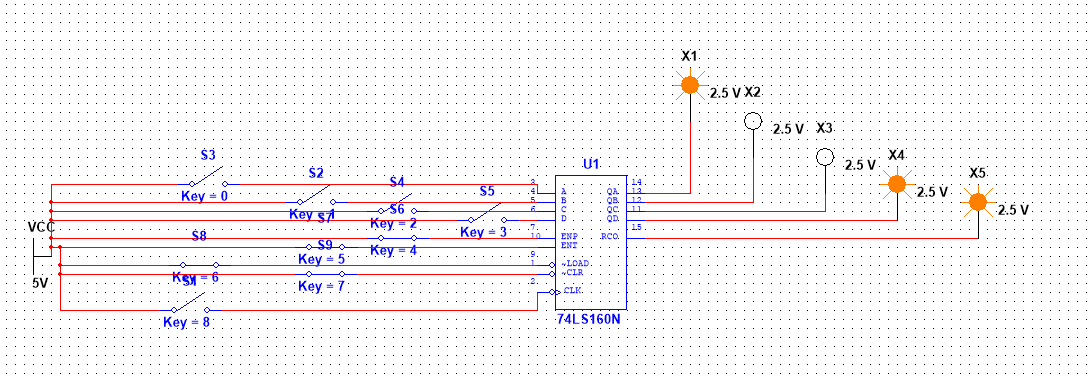 X1
2.5 V
X2
2.5 V
X3
2.5 V
X4
2.5 V
X5
2.5 V
S3
Key = 0
S2
S4
Key = 2
S5
Key = 3
S7
S6
Key = 4
S8
S9
Key = 5
Key = 6
Key = 7
Key = 8
VCC
5V
U1
3
4
5
6
7
10
9
1
2
A
B
C
D
ENP
ENT
~LOAD
~CLR
CLK
QA
QB
QC
QD
RCO
14
13
12
11
15
74LS160N